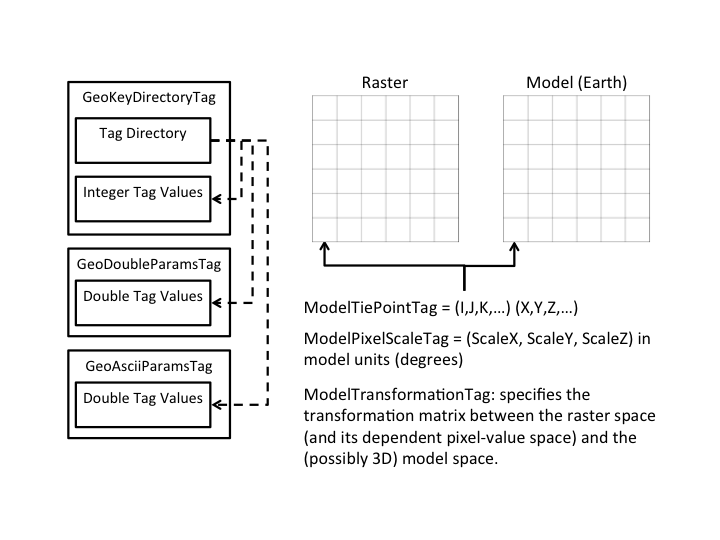 GeoKeyDirectoryTag
Tag Directory
Integer Tag Values
GeoDoubleParamsTag
Double Tag Values
GeoAsciiParamsTag
Double Tag Values
Raster
Model (Earth)
ModelTiePointTag = (I,J,K,…) (X,Y,Z,…)
ModelPixelScaleTag = (ScaleX, ScaleY, ScaleZ) in
model units (degrees)
ModelTransformationTag: specifies the
transformation matrix between the raster space
(and its dependent pixel-value space) and the
(possibly 3D) model space.